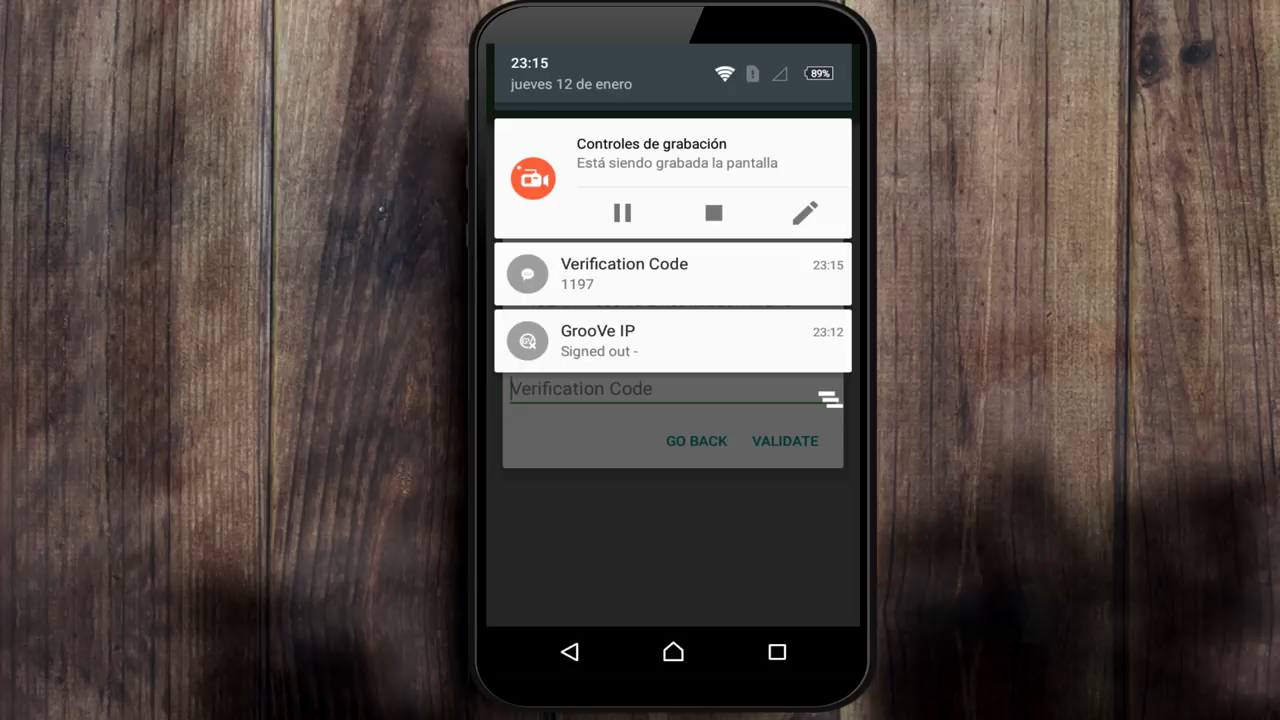 23:15
jueves 12 de enero
89%
Controles de grabación
Está siendo grabada la pantalla
Verification Code
23:15
1197
GrooVe IP
23:12
Signed out -
Verification Code
GO BACK VALIDATE